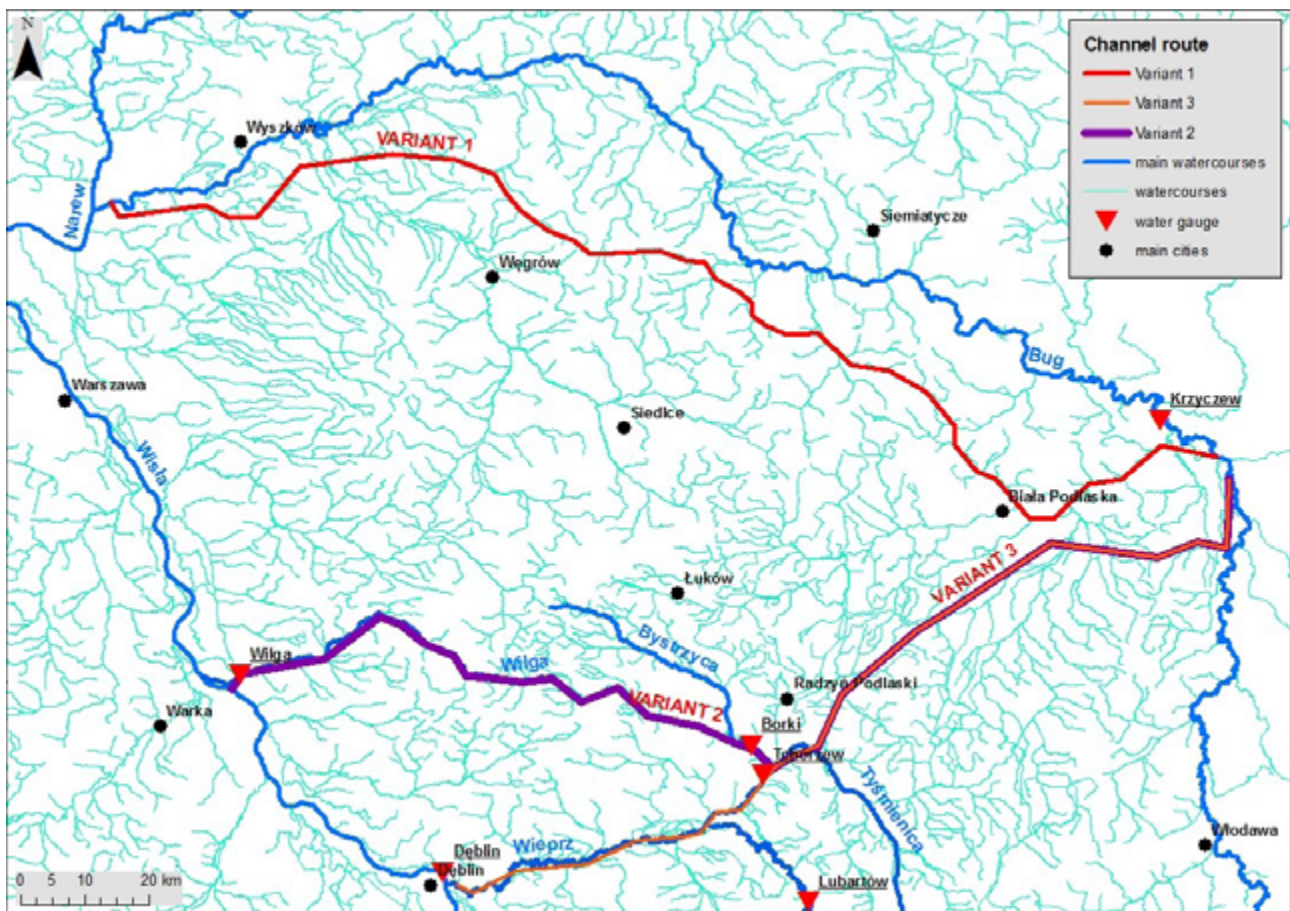 N
Channel route
Variant 1
Variant 3
Variant 2
main watercourses
watercourses
water gauge
main cities
Wyszków
VARIANT 1
Narew
Siemiatycze
Węgrów
Bug
Warszawa
Krzyczew
Siedlce
Wisła
Biała Podlaska
VARIANT 3
Łuków
Bystrzyca
Wilga
Wilga
Radzyń Podlaski
VARIANT 2
Warka
Borki
Tchórzew
Tyśmienica
Wieprz
Włodawa
Dęblin
Dęblin
Lubartów
0 5 10 20 km